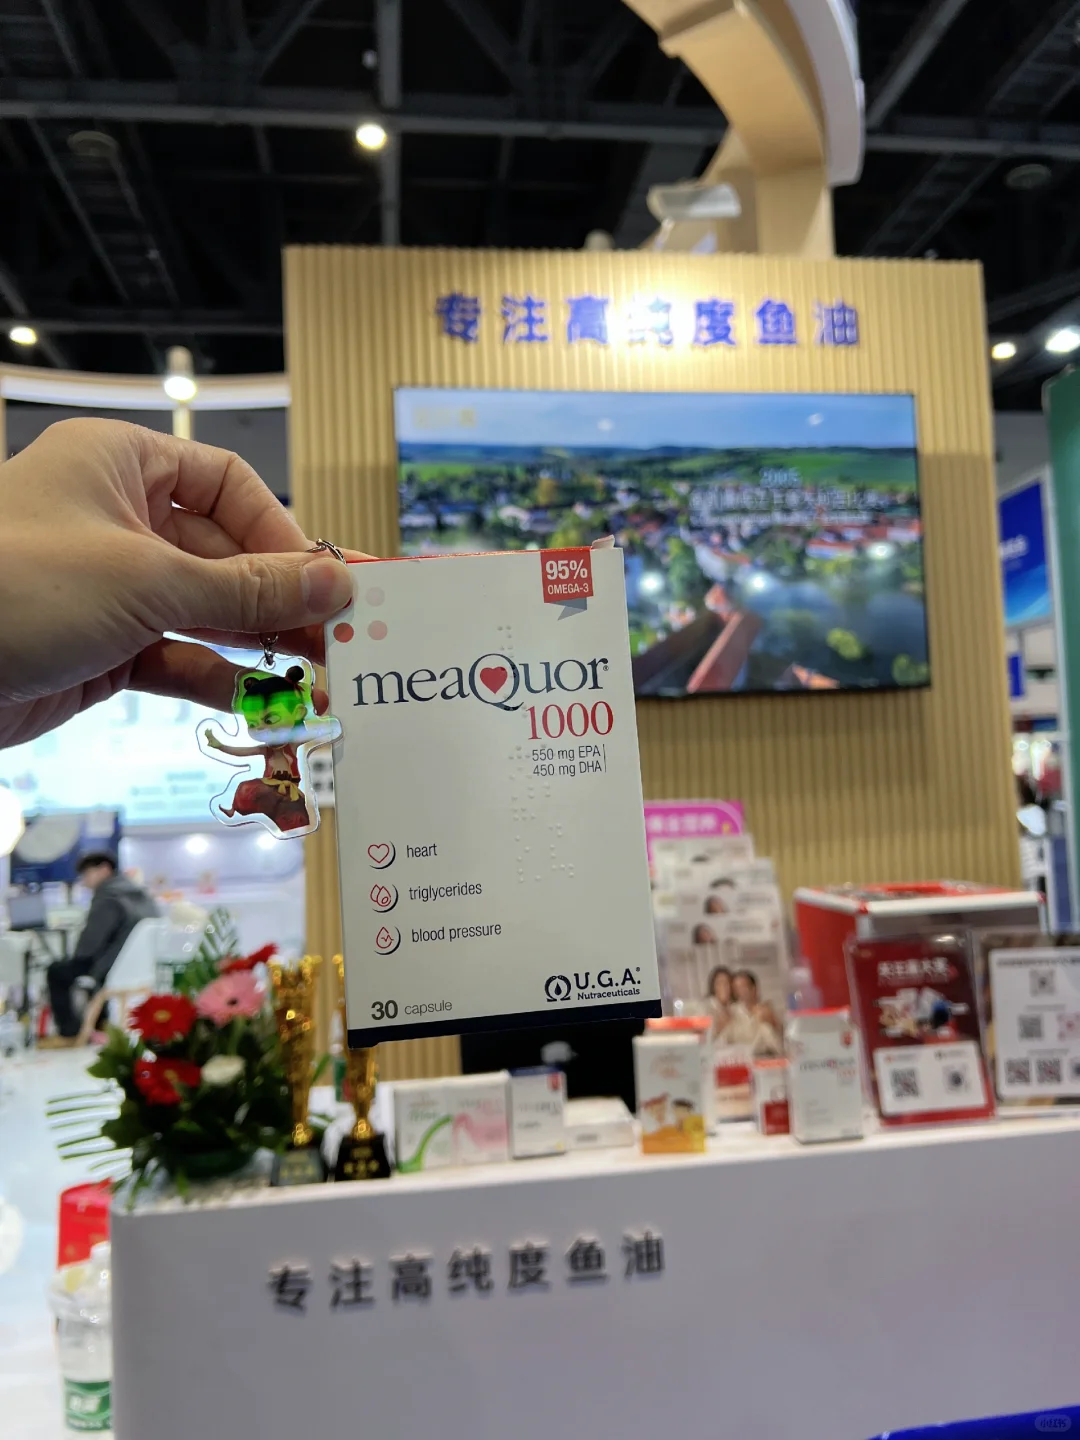 专注高纯度鱼油
95%
OMEGA-3
meaQuor®
1000
550 mg EPA
450 mg DHA
heart
triglycerides
blood pressure
30 capsule
U.G.A.®
Nutraceuticals
专注高纯度鱼油